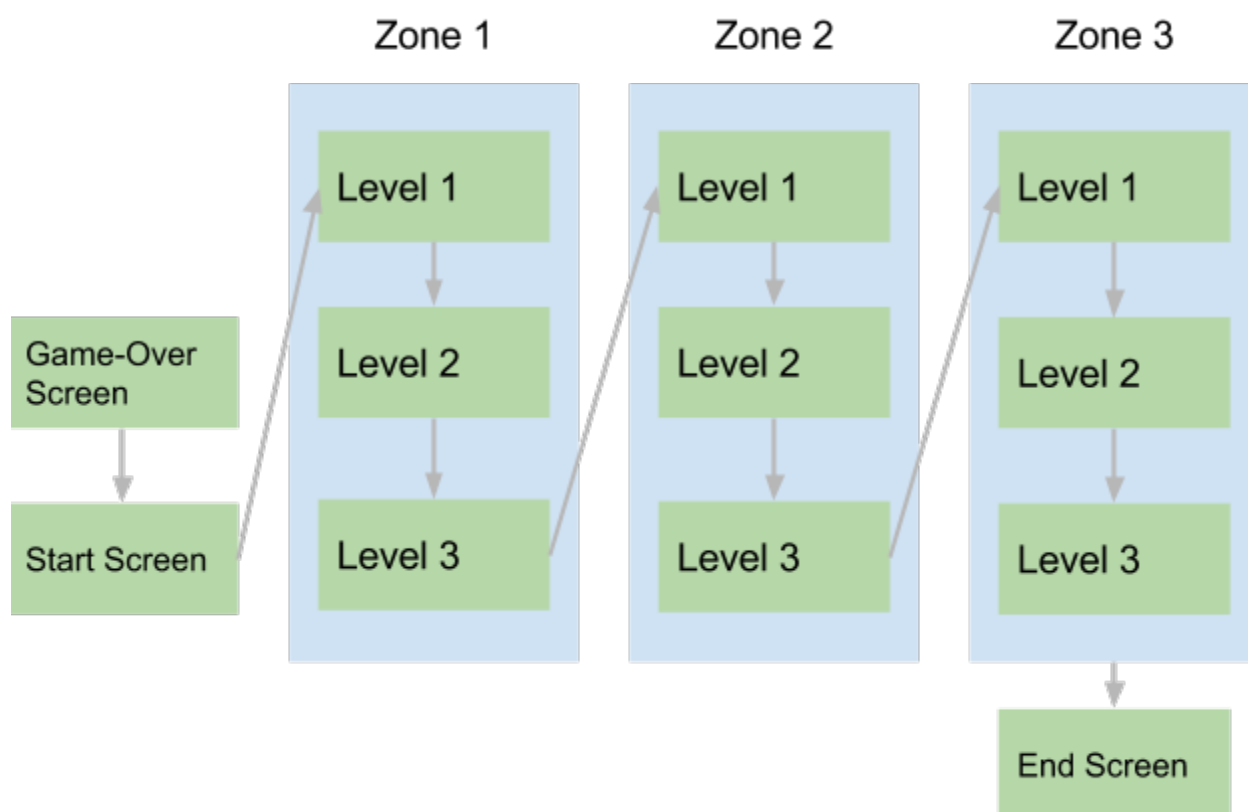 Zone 1
Zone 2
Zone 3
Level 1
Level 1
Level 1
Game-Over
Screen
Level 2
Level 2
Level 2
Start Screen
Level 3
Level 3
Level 3
End Screen